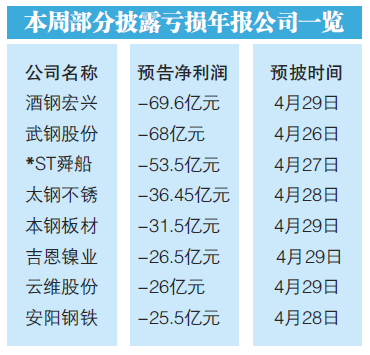 本周部分披露亏损年报公司一览
公司名称 预告净利润 预披时间
酒钢宏兴 -69.6亿元 4月29日
武钢股份 -68亿元 4月26日
*ST舜船 -53.5亿元 4月27日
太钢不锈 -36.45亿元 4月28日
本钢板材 -31.5亿元 4月29日
吉恩镍业 -26.5亿元 4月29日
云维股份 -26亿元 4月29日
安阳钢铁 -25.5亿元 4月28日